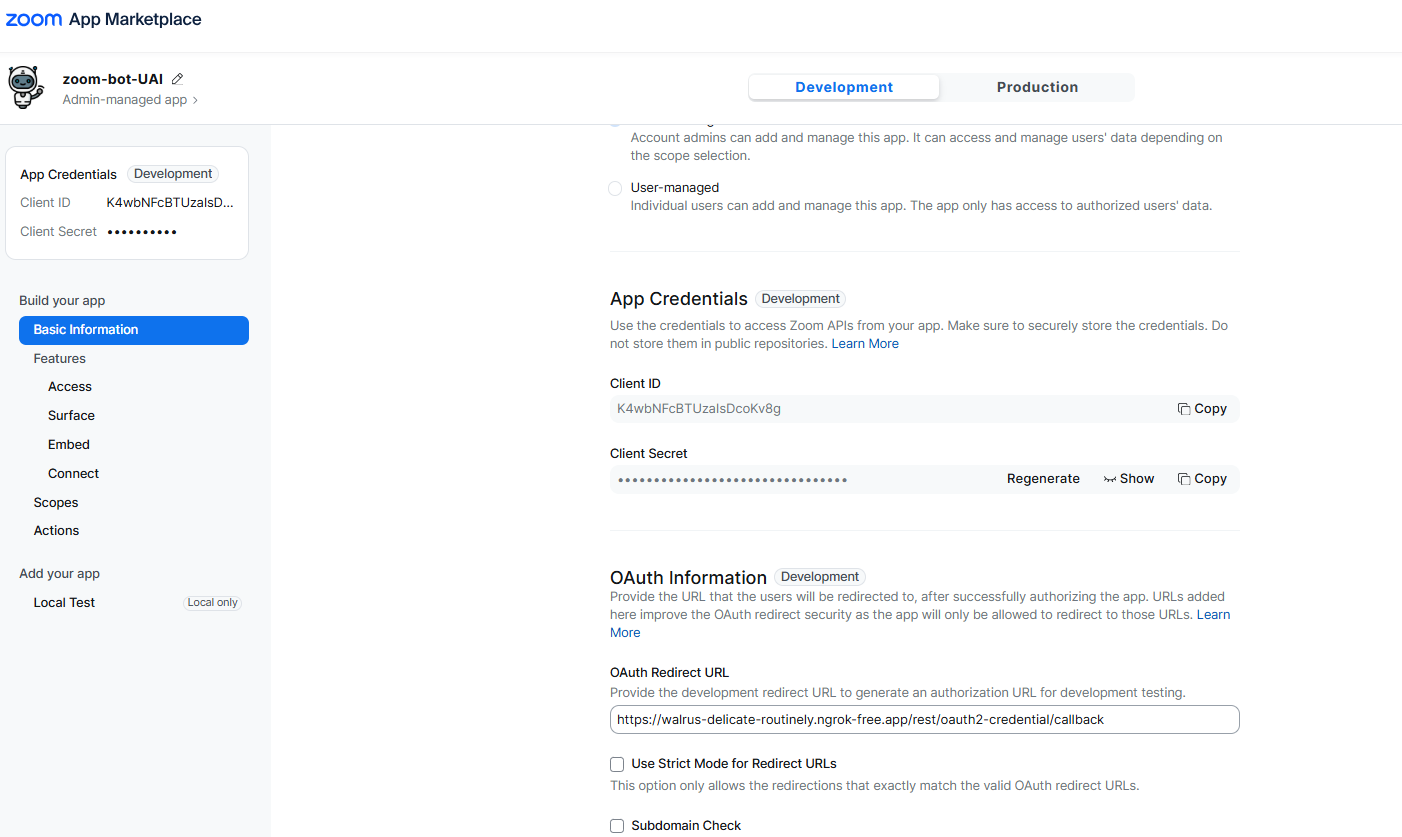 zoom App Marketplace
zoom-bot-UAI
Admin-managed app >
Development
Production
App Credentials Development
Client ID K4wbNFcBTUzaIsD...
Client Secret ••••••••••
Build your app
Basic Information
Features
Access
Surface
Embed
Connect
Scopes
Actions
Add your app
Local Test Local only
Account admins can add and manage this app. It can access and manage users' data depending on
the scope selection.
User-managed
Individual users can add and manage this app. The app only has access to authorized users' data.
App Credentials Development
Use the credentials to access Zoom APIs from your app. Make sure to securely store the credentials. Do
not store them in public repositories. Learn More
Client ID
K4wbNFcBTUzaIsDcoKv8g Copy
Client Secret
•••••••••••••••••••••••••••••••• Regenerate Show Copy
OAuth Information Development
Provide the URL that the users will be redirected to, after successfully authorizing the app. URLs added
here improve the OAuth redirect security as the app will only be allowed to redirect to those URLs. Learn
More
OAuth Redirect URL
Provide the development redirect URL to generate an authorization URL for development testing.
https://walrus-delicate-routinely.ngrok-free.app/rest/oauth2-credential/callback
Use Strict Mode for Redirect URLs
This option only allows the redirections that exactly match the valid OAuth redirect URLs.
Subdomain Check